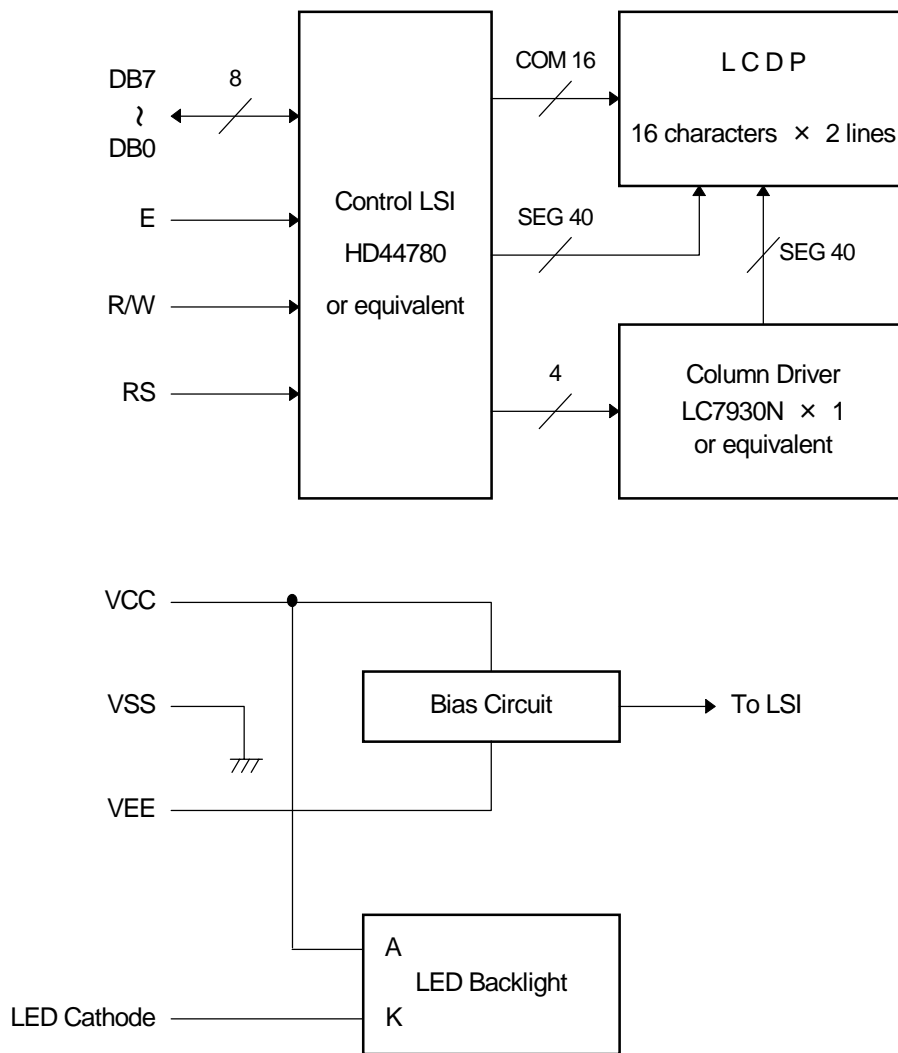 DB7
~
DB0
8
E
R/W
RS
Control LSI
HD44780
or equivalent
COM 16
SEG 40
4
L C D P
16 characters × 2 lines
SEG 40
Column Driver
LC7930N × 1
or equivalent
VCC
VSS
VEE
Bias Circuit
To LSI
A
LED Backlight
K
LED Cathode